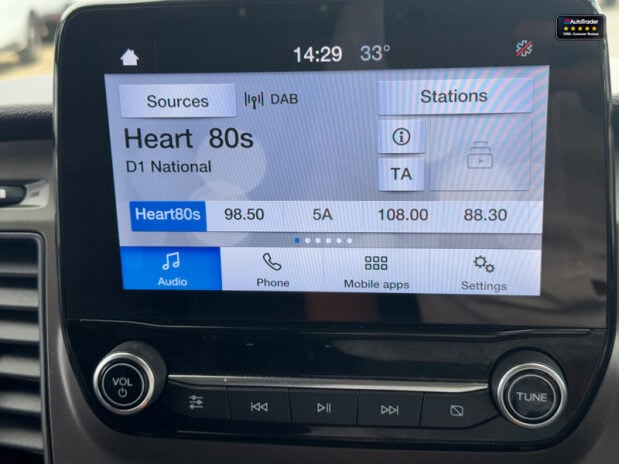 AutoTrader
14:29 33°
Sources DAB Stations
Heart 80s
D1 National
TA
Heart80s 98.50 5A 108.00 88.30
Audio Phone Mobile apps Settings
VOL
TUNE